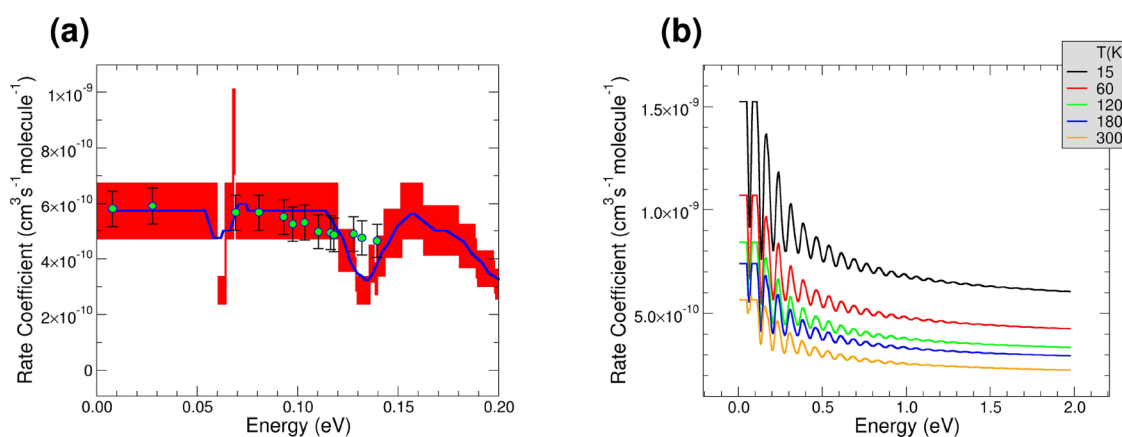 (a)
Rate Coefficient (cm³s⁻¹ molecule⁻¹)
1×10⁻⁹
8×10⁻¹⁰
6×10⁻¹⁰
4×10⁻¹⁰
2×10⁻¹⁰
0
0.00 0.05 0.10 0.15 0.20
Energy (eV)
(b)
Rate Coefficient (cm³s⁻¹ molecule⁻¹)
1.5×10⁻⁹
1.0×10⁻⁹
5.0×10⁻¹⁰
0.0 0.5 1.0 1.5 2.0
Energy (eV)
T(K
15
60
120
180
300